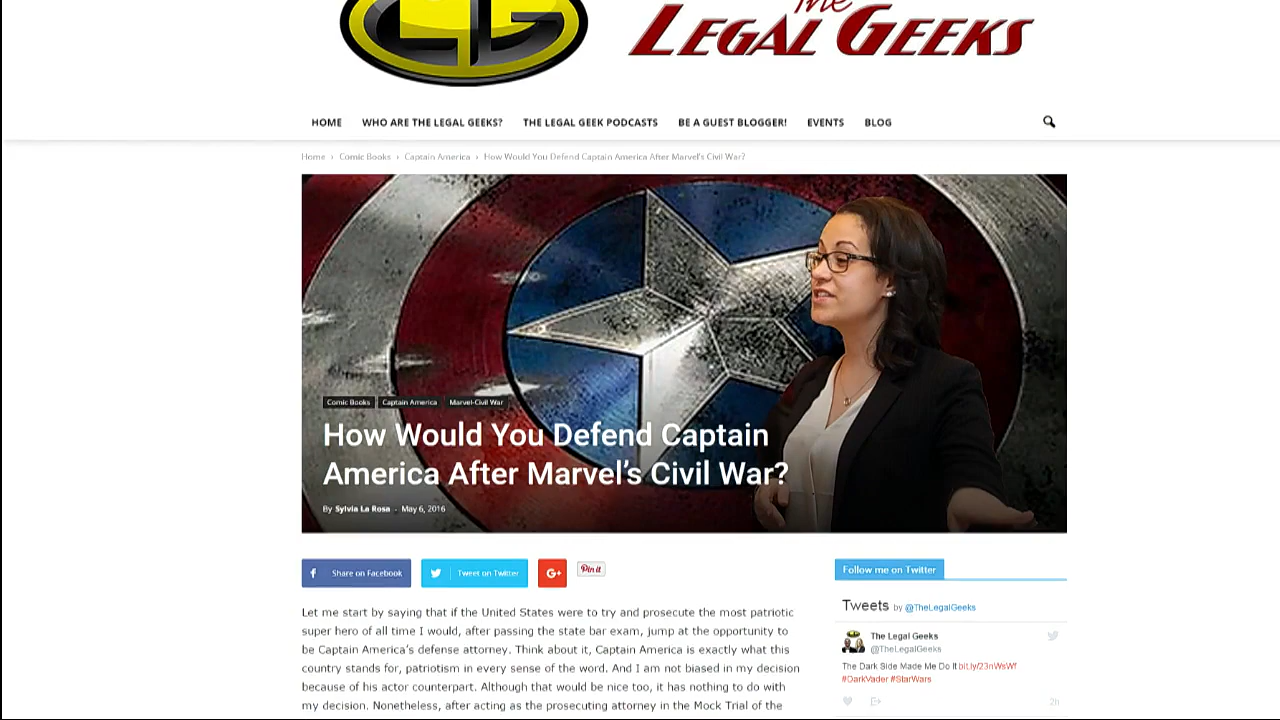 LG The
LEGAL GEEKS
HOME WHO ARE THE LEGAL GEEKS? THE LEGAL GEEK PODCASTS BE A GUEST BLOGGER! EVENTS BLOG
Home › Comic Books › Captain America › How Would You Defend Captain America After Marvel's Civil War?
Comic Books Captain America Marvel-Civil War
How Would You Defend Captain
America After Marvel's Civil War?
By Sylvia La Rosa - May 6, 2016
f Share on Facebook Tweet on Twitter G+ Pin it
Let me start by saying that if the United States were to try and prosecute the most patriotic
super hero of all time I would, after passing the state bar exam, jump at the opportunity to
be Captain America's defense attorney. Think about it, Captain America is exactly what this
country stands for, patriotism in every sense of the word. And I am not biased in my decision
because of his actor counterpart. Although that would be nice too, it has nothing to do with
my decision. Nonetheless, after acting as the prosecuting attorney in the Mock Trial of the
Follow me on Twitter
Tweets by @TheLegalGeeks
The Legal Geeks
@TheLegalGeeks
The Dark Side Made Me Do It bit.ly/23nWsWf
#DarkVader #StarWars
2h